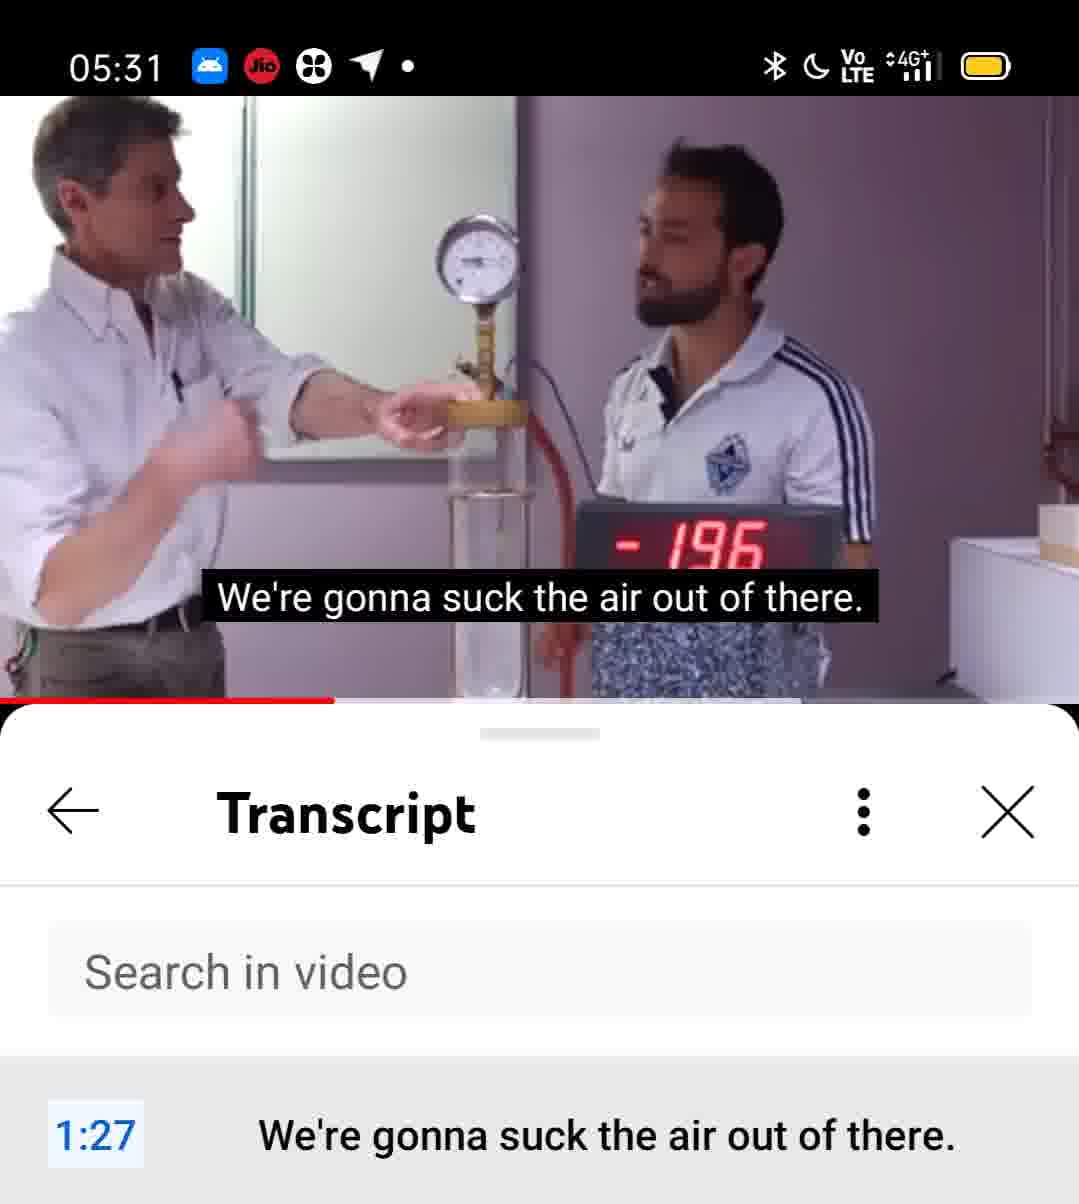 05:31
Jio
Vo
LTE
4G+
-196
We're gonna suck the air out of there.
Transcript
Search in video
1:27
We're gonna suck the air out of there.